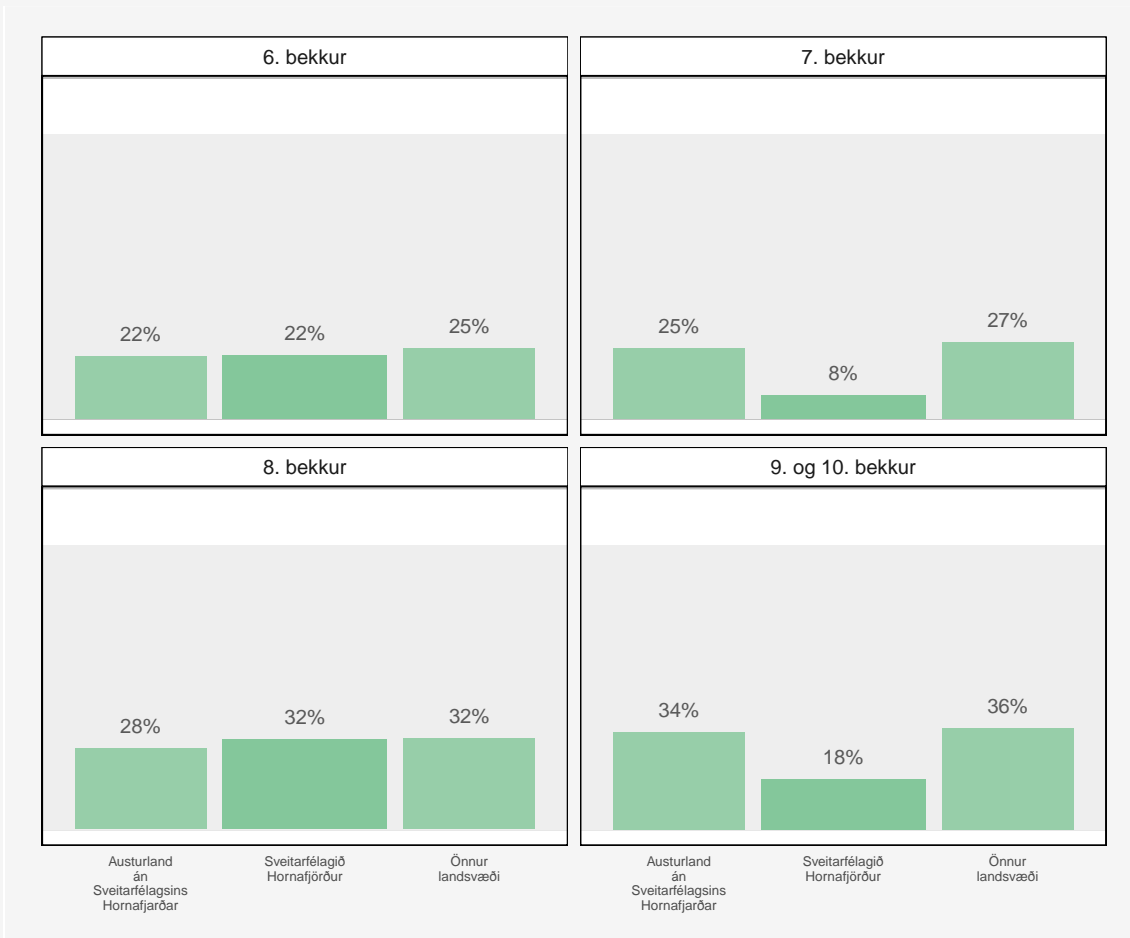 6. bekkur
7. bekkur
22%
22%
25%
25%
8%
27%
8. bekkur
9. og 10. bekkur
28%
32%
32%
34%
18%
36%
Austurland
án
Sveitarfélagsins
Hornafjarðar
Sveitarfélagið
Hornafjörður
Önnur
landsvæði
Austurland
án
Sveitarfélagsins
Hornafjarðar
Sveitarfélagið
Hornafjörður
Önnur
landsvæði